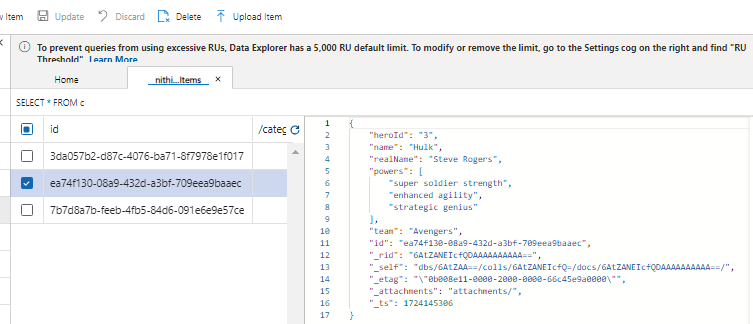 Item Update Discard Delete Upload Item
To prevent queries from using excessive RUs, Data Explorer has a 5,000 RU default limit. To modify or remove the limit, go to the Settings cog on the right and find "RU
Threshold". Learn More
Home nithi...Items ×
SELECT * FROM c
id /categ
3da057b2-d87c-4076-ba71-8f7978e1f017
ea74f130-08a9-432d-a3bf-709eea9baaec
7b7d8a7b-feeb-4fb5-84d6-091e6e9e57ce
1 {
2 "heroId": "3",
3 "name": "Hulk",
4 "realName": "Steve Rogers",
5 "powers": [
6 "super soldier strength",
7 "enhanced agility",
8 "strategic genius"
9 ],
10 "team": "Avengers",
11 "id": "ea74f130-08a9-432d-a3bf-709eea9baaec",
12 "_rid": "6AtZANEIcfQDAAAAAAAAAA==",
13 "_self": "dbs/6AtZAA==/colls/6AtZANEIcfQ=/docs/6AtZANEIcfQDAAAAAAAAAA==/",
14 "_etag": "\"0b008e11-0000-2000-0000-66c45e9a0000\"",
15 "_attachments": "attachments/",
16 "_ts": 1724145306
17 }